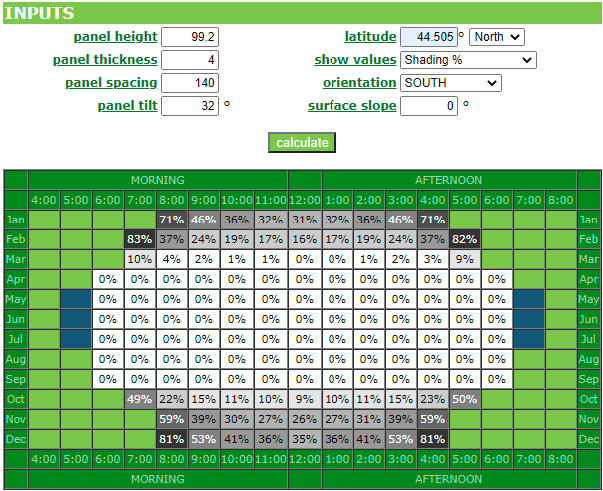 INPUTS
panel height 99.2 latitude 44.505 º North
panel thickness 4 show values Shading %
panel spacing 140 orientation SOUTH
panel tilt 32 º surface slope 0 º
calculate
MORNING AFTERNOON
4:00 5:00 6:00 7:00 8:00 9:00 10:00 11:00 12:00 1:00 2:00 3:00 4:00 5:00 6:00 7:00 8:00
Jan 71% 46% 36% 32% 31% 32% 36% 46% 71% Jan
Feb 83% 37% 24% 19% 17% 16% 17% 19% 24% 37% 82% Feb
Mar 10% 4% 2% 1% 1% 0% 0% 1% 2% 3% 9% Mar
Apr 0% 0% 0% 0% 0% 0% 0% 0% 0% 0% 0% 0% 0% Apr
May 0% 0% 0% 0% 0% 0% 0% 0% 0% 0% 0% 0% 0% May
Jun 0% 0% 0% 0% 0% 0% 0% 0% 0% 0% 0% 0% 0% Jun
Jul 0% 0% 0% 0% 0% 0% 0% 0% 0% 0% 0% 0% 0% Jul
Aug 0% 0% 0% 0% 0% 0% 0% 0% 0% 0% 0% 0% 0% Aug
Sep 0% 0% 0% 0% 0% 0% 0% 0% 0% 0% 0% 0% 0% Sep
Oct 49% 22% 15% 11% 10% 9% 10% 11% 15% 23% 50% Oct
Nov 59% 39% 30% 27% 26% 27% 31% 39% 59% Nov
Dec 81% 53% 41% 36% 35% 36% 41% 53% 81% Dec
4:00 5:00 6:00 7:00 8:00 9:00 10:00 11:00 12:00 1:00 2:00 3:00 4:00 5:00 6:00 7:00 8:00
MORNING AFTERNOON